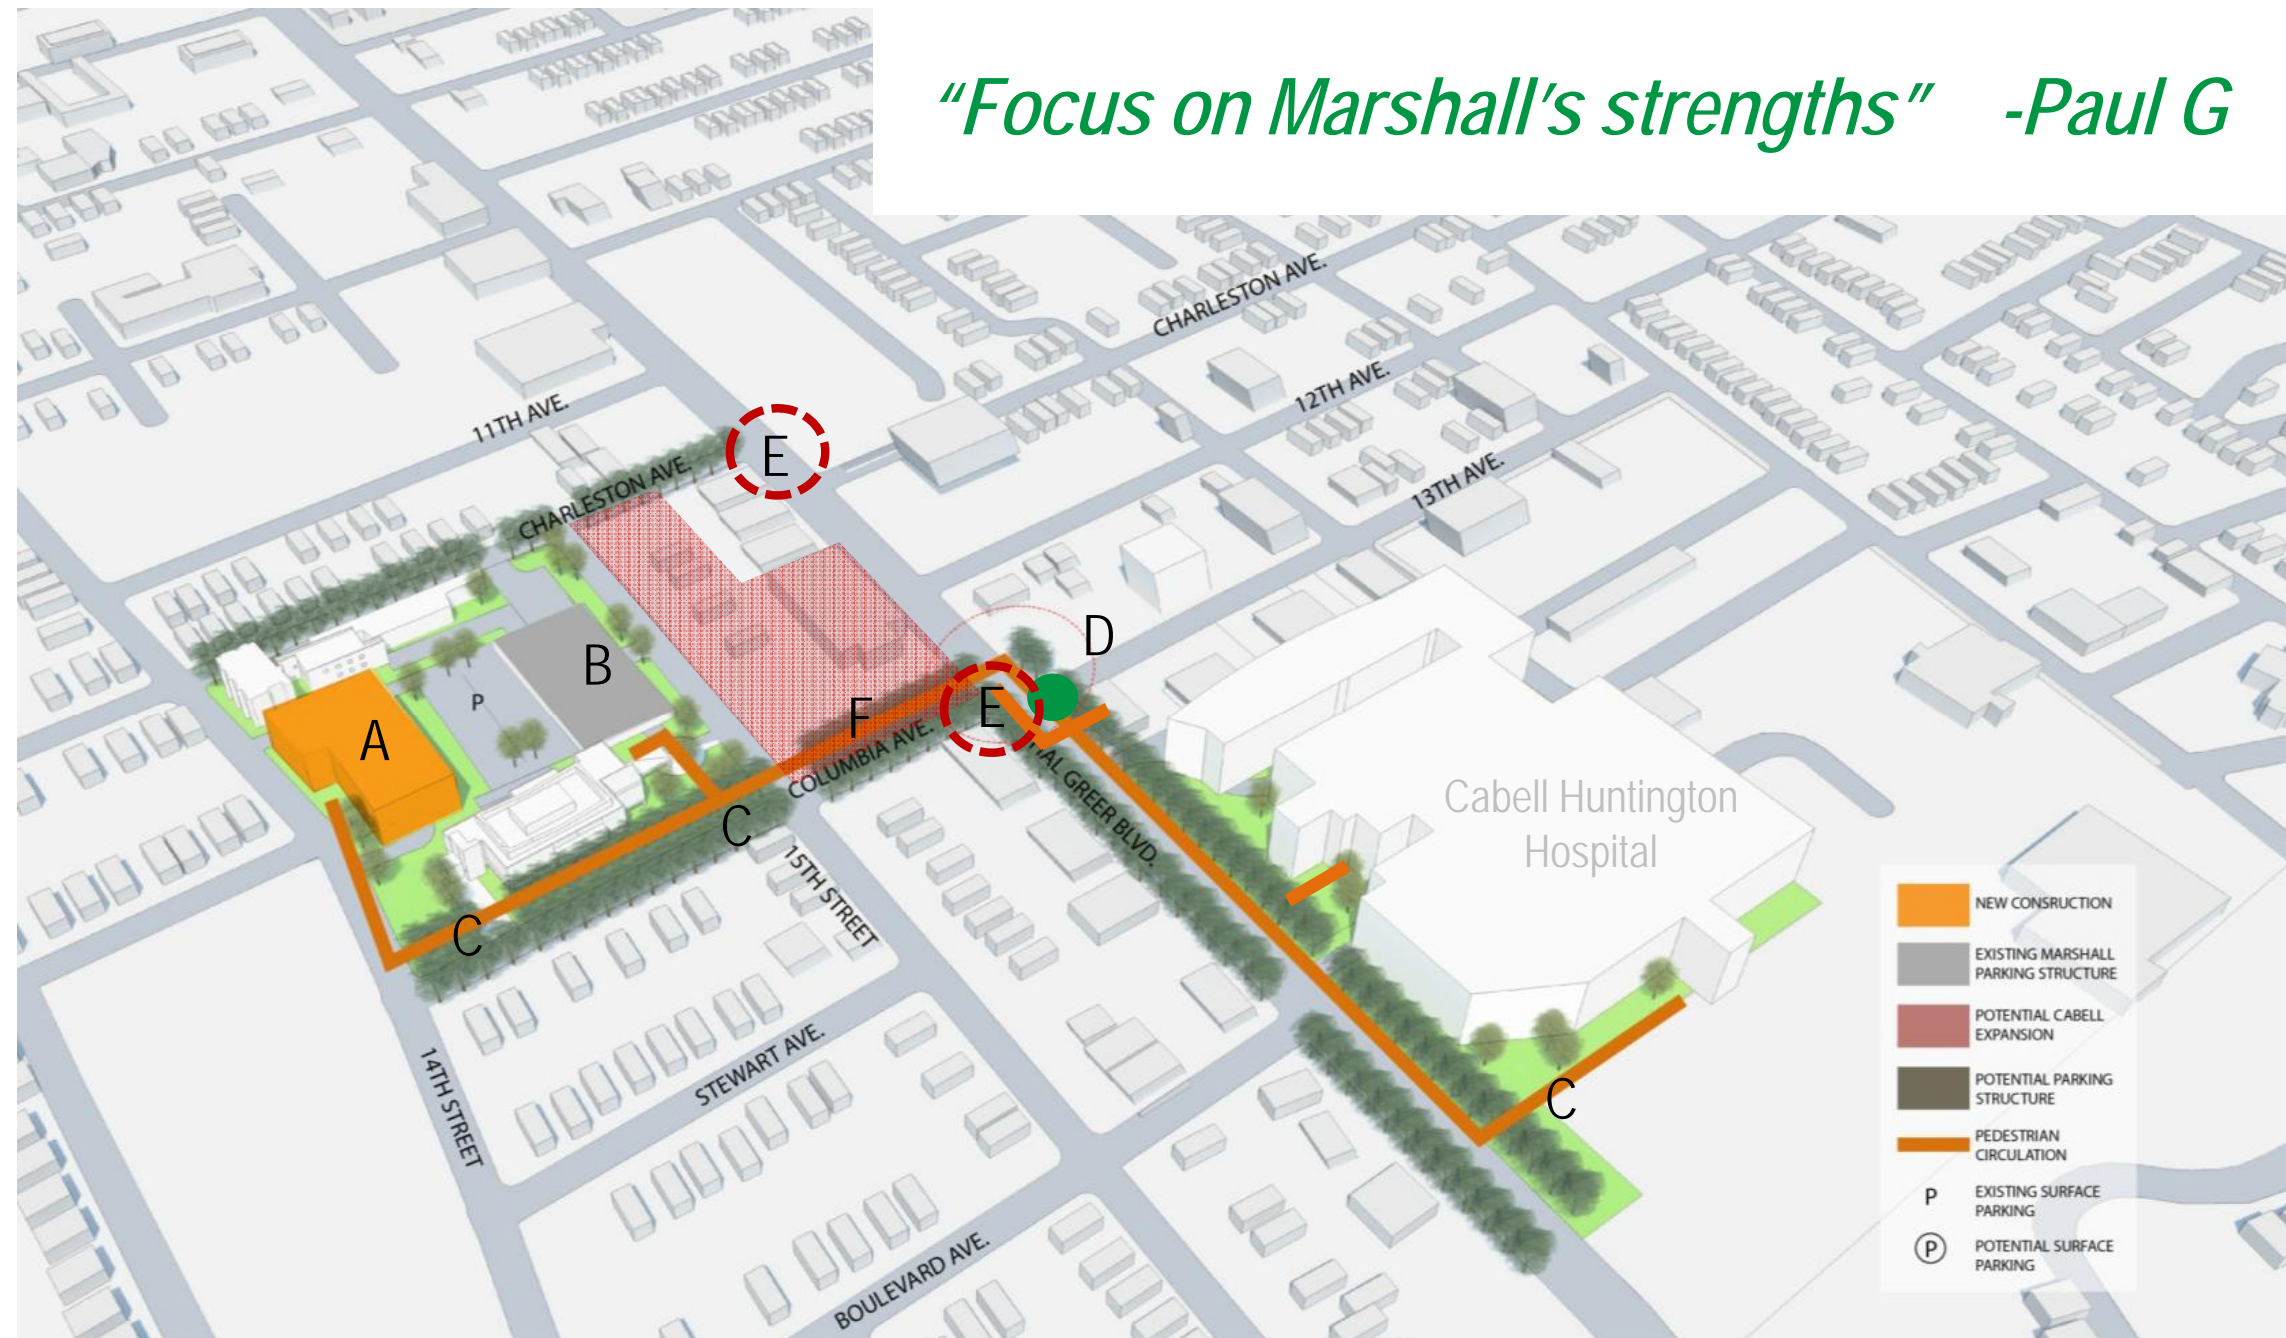 “Focus on Marshall’s strengths” -Paul G
CHARLESTON AVE.
12TH AVE.
11TH AVE.
13TH AVE.
E
CHARLESTON AVE.
D
B
P
A
F
E
COLUMBIA AVE.
HAL GREER BLVD.
C
C
15TH STREET
Cabell Huntington
Hospital
STEWART AVE.
14TH STREET
C
BOULEVARD AVE.
NEW CONSRUCTION
EXISTING MARSHALL
PARKING STRUCTURE
POTENTIAL CABELL
EXPANSION
POTENTIAL PARKING
STRUCTURE
PEDESTRIAN
CIRCULATION
P
EXISTING SURFACE
PARKING
P
POTENTIAL SURFACE
PARKING